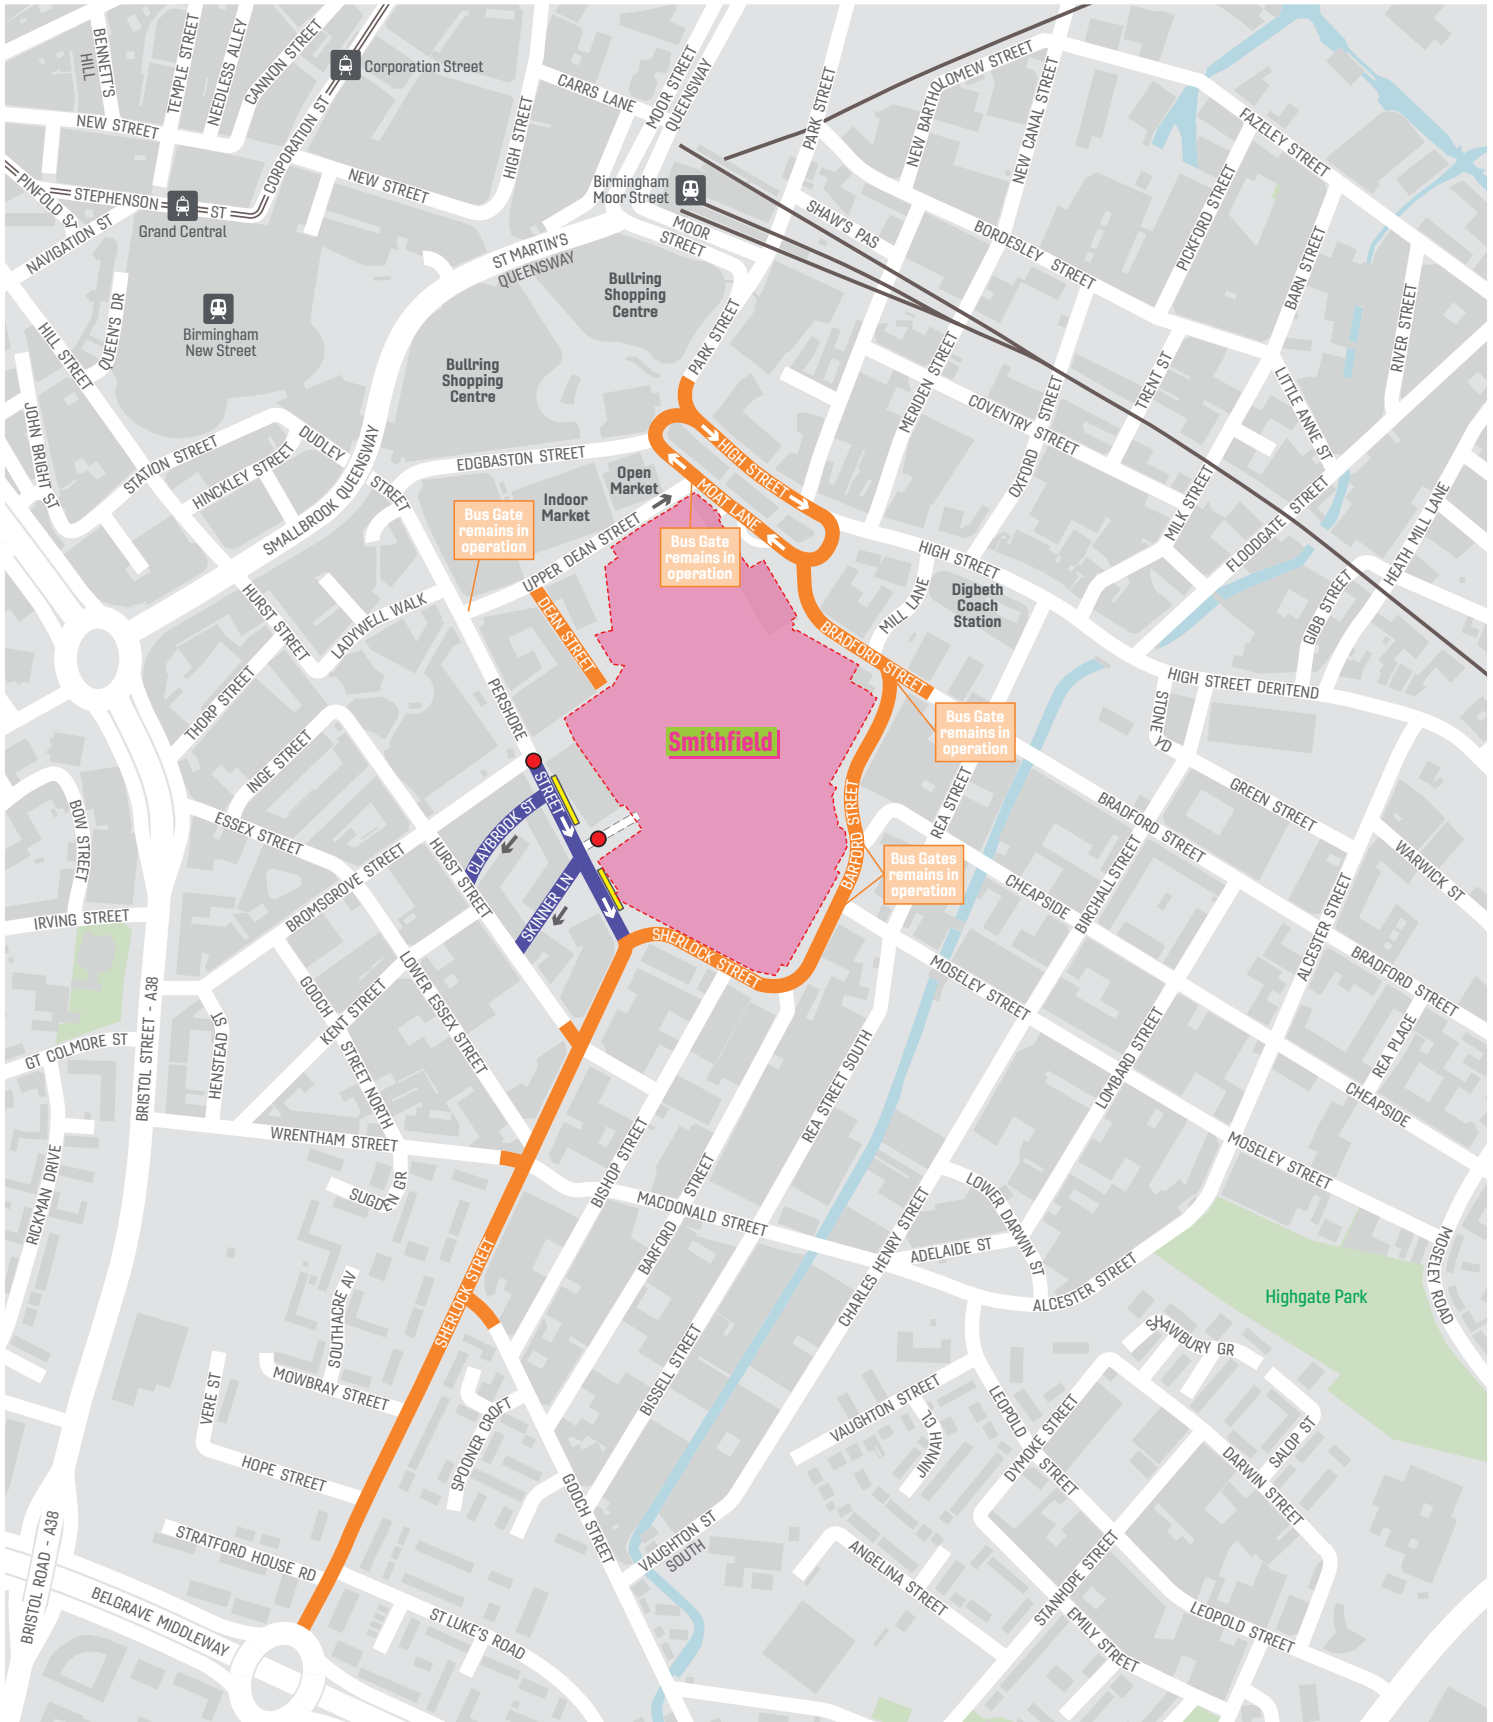 BENNETT'S
HILL
TEMPLE STREET
NEEDLESS ALLEY
CANNON STREET
Corporation Street
CORPORATION ST
NEW STREET
NEW STREET
HIGH STREET
CARRS LANE
MOOR STREET
QUEENSWAY
PARK STREET
NEW BARTHOLOMEW STREET
NEW CANAL STREET
FAZELEY STREET
PINFOLD ST
STEPHENSON
ST
NAVIGATION ST
Grand Central
Birmingham
Moor Street
MOOR
STREET
SHAW'S PAS
BORDESLEY STREET
PICKFORD STREET
BARN STREET
RIVER STREET
ST MARTIN'S
QUEENSWAY
Bullring
Shopping
Centre
Birmingham
New Street
QUEEN'S DR
HILL STREET
Bullring
Shopping
Centre
PARK STREET
MERIDEN STREET
COVENTRY STREET
OXFORD STREET
TRENT ST
LITTLE ANNE ST
JOHN BRIGHT ST
STATION STREET
HINCKLEY STREET
DUDLEY
STREET
SMALLBROOK QUEENSWAY
EDGBASTON STREET
Open
Market
Indoor
Market
HIGH STREET
MOAT LANE
MILK STREET
FLOODGATE STREET
HEATH MILL LANE
GIBB STREET
Bus Gate
remains in
operation
Bus Gate
remains in
operation
UPPER DEAN STREET
DEAN STREET
HIGH STREET
Digbeth
Coach
Station
MILL LANE
BRADFORD STREET
HIGH STREET DERITEND
STONE YD
HURST STREET
LADYWELL WALK
THORP STREET
PERSHORE
STREET
Smithfield
Bus Gate
remains in
operation
INGE STREET
BOW STREET
ESSEX STREET
CLAYBROOK ST
SKINNER LN
HURST STREET
BROMSGROVE STREET
BARFORD STREET
REA STREET
Bus Gates
remains in
operation
BRADFORD STREET
GREEN STREET
WARWICK ST
CHEAPSIDE
BIRCHALL STREET
ALCESTER STREET
IRVING STREET
SHERLOCK STREET
MOSELEY STREET
BRADFORD STREET
GOOCH
STREET NORTH
KENT STREET
LOWER ESSEX STREET
HENSTEAD ST
GT COLMORE ST
BRISTOL STREET - A38
REA STREET SOUTH
LOMBARD STREET
REA PLACE
CHEAPSIDE
WRENTHAM STREET
SUGDEN GR
RICKMAN DRIVE
BISHOP STREET
MACDONALD STREET
BARFORD STREET
MOSELEY STREET
LOWER DARWIN ST
ADELAIDE ST
CHARLES HENRY STREET
ALCESTER STREET
MOSELEY ROAD
Highgate Park
SHERLOCK STREET
SOUTHACRE AV
MOWBRAY STREET
VERE ST
HOPE STREET
SPOONER CROFT
BISSELL STREET
SHAWBURY GR
VAUGHTON STREET
JINNAH CL
LEOPOLD
STREET
DYMOKE STREET
DARWIN STREET
SALOP ST
GOOCH STREET
STRATFORD HOUSE RD
BRISTOL ROAD - A38
BELGRAVE MIDDLEWAY
ST LUKE'S ROAD
VAUGHTON ST
SOUTH
ANGELINA STREET
STANHOPE STREET
EMILY STREET
LEOPOLD STREET